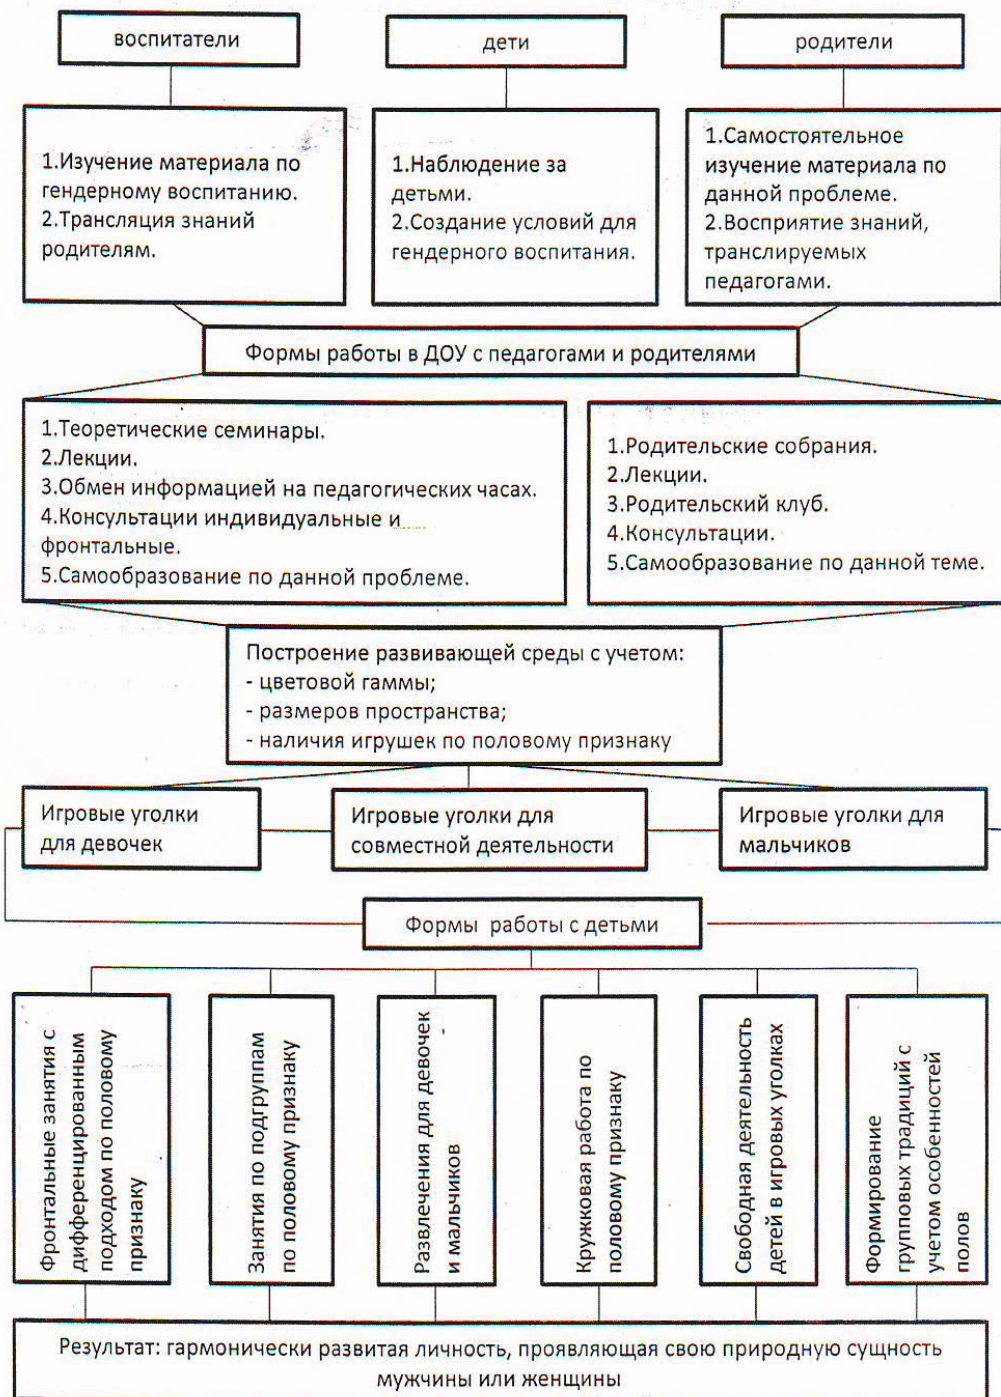 воспитатели
дети
родители
1.Изучение материала по
гендерному воспитанию.
2.Трансляция знаний
родителям.
1.Наблюдение за
детьми.
2.Создание условий для
гендерного воспитания.
1.Самостоятельное
изучение материала по
данной проблеме.
2.Восприятие знаний,
транслируемых
педагогами.
Формы работы в ДОУ с педагогами и родителями
1.Теоретические семинары.
2.Лекции.
3.Обмен информацией на педагогических часах.
4.Консультации индивидуальные и
фронтальные.
5.Самообразование по данной проблеме.
1.Родительские собрания.
2.Лекции.
3.Родительский клуб.
4.Консультации.
5.Самообразование по данной теме.
Построение развивающей среды с учетом:
- цветовой гаммы;
- размеров пространства;
- наличия игрушек по половому признаку
Игровые уголки
для девочек
Игровые уголки для
совместной деятельности
Игровые уголки для
мальчиков
Формы работы с детьми
Фронтальные занятия с
дифференцированным
подходом по половому
признаку
Занятия по подгруппам
по половому признаку
Развлечения для девочек
и мальчиков
Кружковая работа по
половому признаку
Свободная деятельность
детей в игровых уголках
Формирование
групповых традиций с
учетом особенностей
полов
Результат: гармонически развитая личность, проявляющая свою природную сущность
мужчины или женщины